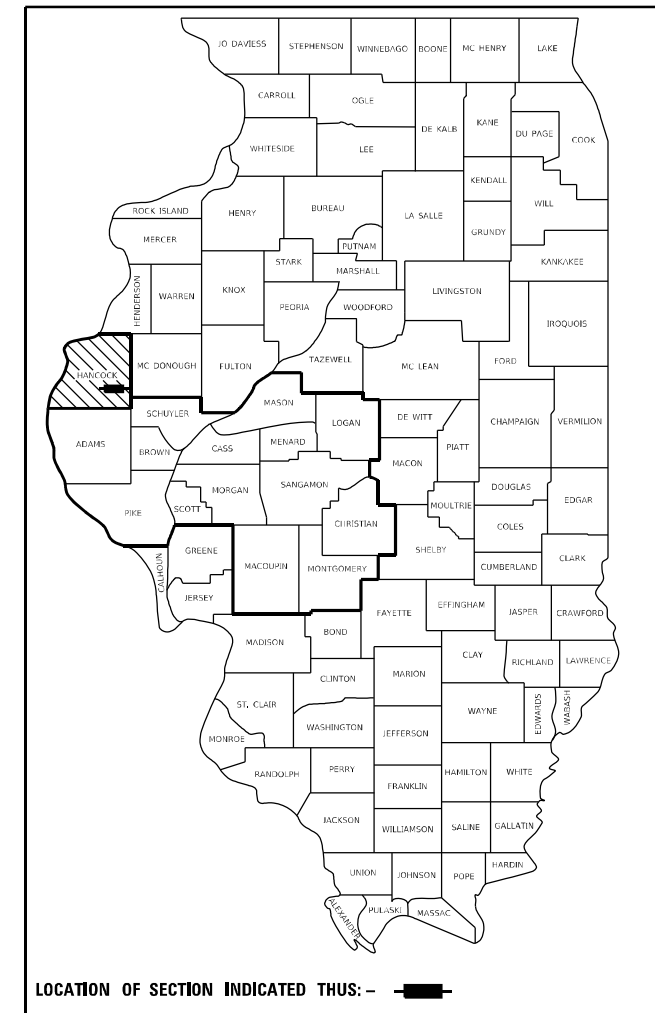 JO DAVIESS
STEPHENSON
WINNEBAGO
BOONE
MC HENRY
LAKE
CARROLL
OGLE
DE KALB
KANE
DU PAGE
COOK
WHITESIDE
LEE
KENDALL
WILL
ROCK ISLAND
HENRY
BUREAU
LA SALLE
GRUNDY
MERCER
PUTNAM
STARK
MARSHALL
KANKAKEE
HENDERSON
WARREN
KNOX
PEORIA
WOODFORD
LIVINGSTON
IROQUOIS
HANCOCK
MC DONOUGH
FULTON
TAZEWELL
MC LEAN
FORD
SCHUYLER
MASON
LOGAN
DE WITT
CHAMPAIGN
VERMILION
ADAMS
BROWN
CASS
MENARD
MACON
PIATT
MORGAN
SANGAMON
DOUGLAS
EDGAR
PIKE
SCOTT
CHRISTIAN
MOULTRIE
COLES
SHELBY
CALHOUN
GREENE
MACOUPIN
MONTGOMERY
CUMBERLAND
CLARK
JERSEY
FAYETTE
EFFINGHAM
JASPER
CRAWFORD
MADISON
BOND
CLAY
RICHLAND
LAWRENCE
CLINTON
MARION
ST. CLAIR
WAYNE
EDWARDS
WABASH
WASHINGTON
JEFFERSON
MONROE
RANDOLPH
PERRY
HAMILTON
WHITE
FRANKLIN
JACKSON
WILLIAMSON
SALINE
GALLATIN
UNION
JOHNSON
POPE
HARDIN
ALEXANDER
PULASKI
MASSAC
LOCATION OF SECTION INDICATED THUS: –